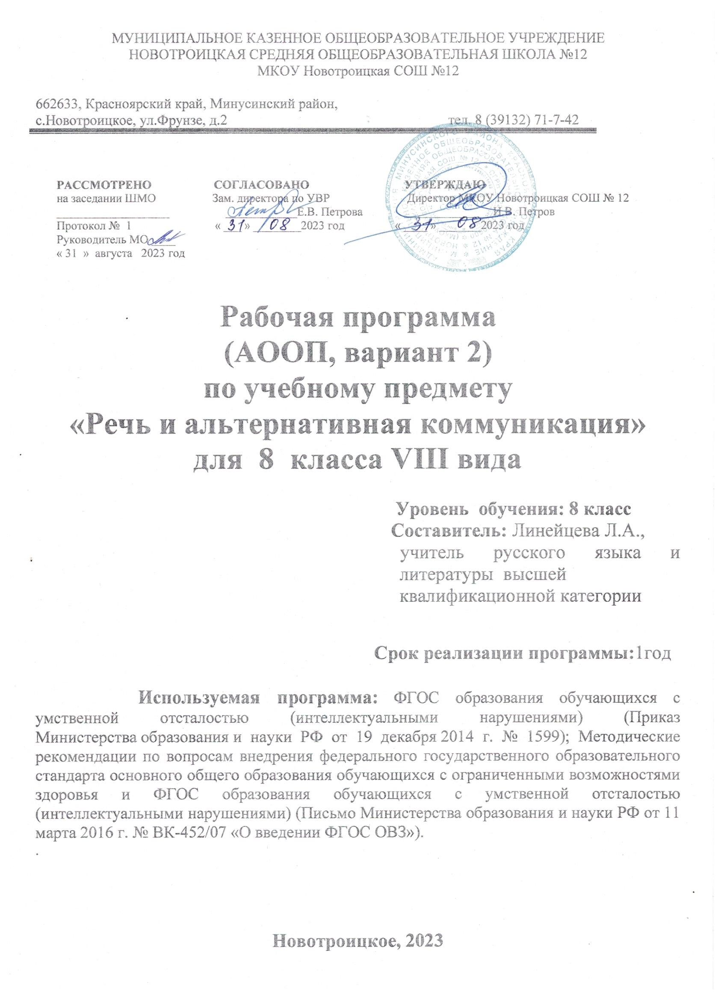 МУНИЦИПАЛЬНОЕ КАЗЕННОЕ ОБЩЕОБРАЗОВАТЕЛЬНОЕ УЧРЕЖДЕНИЕ
НОВОТРОИЦКАЯ СРЕДНЯЯ ОБЩЕОБРАЗОВАТЕЛЬНАЯ ШКОЛА №12
МКОУ Новотроицкая СОШ №12
662633, Красноярский край, Минусинский район,
с.Новотроицкое, ул.Фрунзе, д.2 тел. 8 (39132) 71-7-42
РАССМОТРЕНО СОГЛАСОВАНО УТВЕРЖДАЮ
на заседании ШМО Зам. директора по УВР Директор МКОУ Новотроицкая СОШ № 12
Е.В. Петрова И.В. Петров
Протокол № 1 « 31 » 08 2023 год « 31 » 08 2023 год
Руководитель МО
« 31 » августа 2023 год
Рабочая программа
(АООП, вариант 2)
по учебному предмету
«Речь и альтернативная коммуникация»
для 8 класса VIII вида
Уровень обучения: 8 класс
Составитель: Линейцева Л.А.,
учитель русского языка и
литературы высшей
квалификационной категории
Срок реализации программы:1год
Используемая программа: ФГОС образования обучающихся с
умственной отсталостью (интеллектуальными нарушениями) (Приказ
Министерства образования и науки РФ от 19 декабря 2014 г. № 1599); Методические
рекомендации по вопросам внедрения федерального государственного образовательного
стандарта основного общего образования обучающихся с ограниченными возможностями
здоровья и ФГОС образования обучающихся с умственной отсталостью
(интеллектуальными нарушениями) (Письмо Министерства образования и науки РФ от 11
марта 2016 г. № ВК-452/07 «О введении ФГОС ОВЗ»).
.
Новотроицкое, 2023